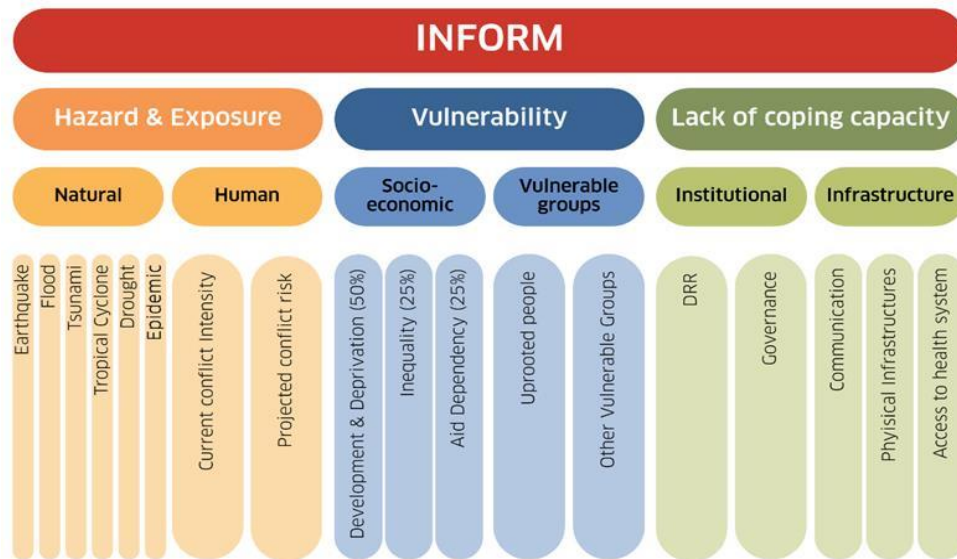 INFORM
Hazard & Exposure
Vulnerability
Lack of coping capacity
Natural
Human
Socio-
economic
Vulnerable
groups
Institutional
Infrastructure
Earthquake
Flood
Tsunami
Tropical Cyclone
Drought
Epidemic
Current conflict Intensity
Projected conflict risk
Development & Deprivation (50%)
Inequality (25%)
Aid Dependency (25%)
Uprooted people
Other Vulnerable Groups
DRR
Governance
Communication
Phyisical Infrastructures
Access to health system